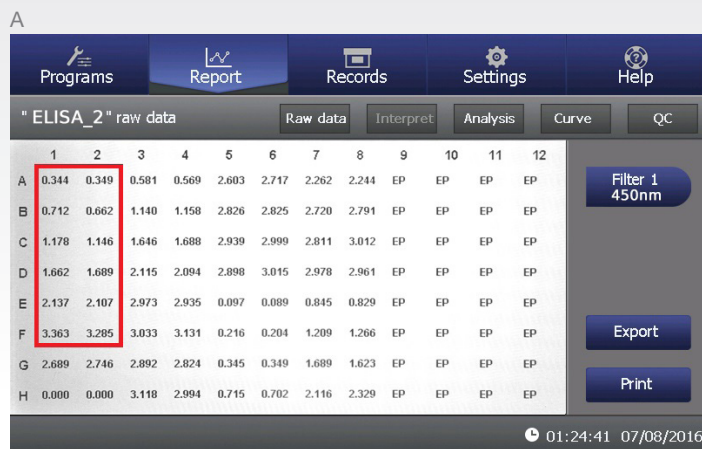 A
Programs Report Records Settings Help
" ELISA_2 " raw data Raw data Interpret Analysis Curve QC
1 2 3 4 5 6 7 8 9 10 11 12
A 0.344 0.349 0.581 0.569 2.603 2.717 2.262 2.244 EP EP EP EP
B 0.712 0.662 1.140 1.158 2.826 2.825 2.720 2.791 EP EP EP EP
C 1.178 1.146 1.646 1.688 2.939 2.999 2.811 3.012 EP EP EP EP
D 1.662 1.689 2.115 2.094 2.898 3.015 2.978 2.961 EP EP EP EP
E 2.137 2.107 2.973 2.935 0.097 0.089 0.845 0.829 EP EP EP EP
F 3.363 3.285 3.033 3.131 0.216 0.204 1.209 1.266 EP EP EP EP
G 2.689 2.746 2.892 2.824 0.345 0.349 1.689 1.623 EP EP EP EP
H 0.000 0.000 3.118 2.994 0.715 0.702 2.116 2.329 EP EP EP EP
Filter 1
450nm
Export
Print
01:24:41 07/08/2016